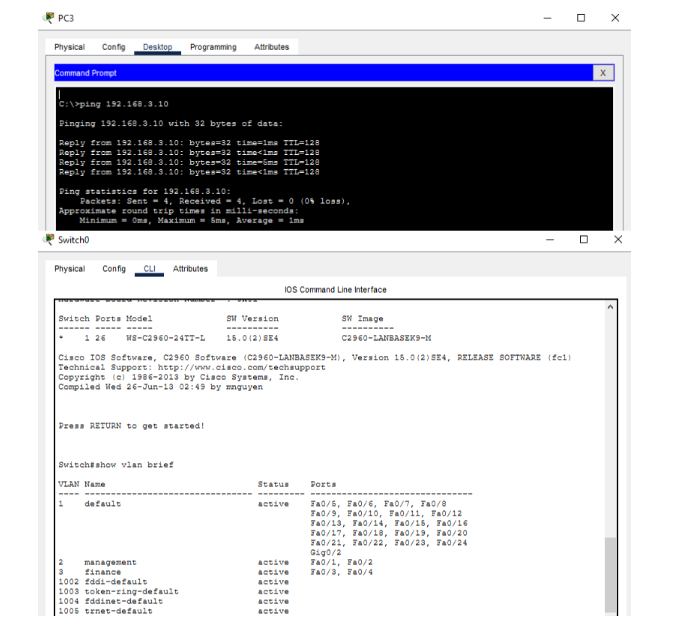 PC3
Physical Config Desktop Programming Attributes
Command Prompt X
C:\>ping 192.168.3.10
Pinging 192.168.3.10 with 32 bytes of data:
Reply from 192.168.3.10: bytes=32 time=1ms TTL=128
Reply from 192.168.3.10: bytes=32 time<1ms TTL=128
Reply from 192.168.3.10: bytes=32 time=5ms TTL=128
Reply from 192.168.3.10: bytes=32 time<1ms TTL=128
Ping statistics for 192.168.3.10:
Packets: Sent = 4, Received = 4, Lost = 0 (0% loss),
Approximate round trip times in milli-seconds:
Minimum = 0ms, Maximum = 5ms, Average = 1ms
Switch0
Physical Config CLI Attributes
IOS Command Line Interface
Switch Ports Model SW Version SW Image
------ ----- ----- ---------- ----------
* 1 26 WS-C2960-24TT-L 15.0(2)SE4 C2960-LANBASEK9-M
Cisco IOS Software, C2960 Software (C2960-LANBASEK9-M), Version 15.0(2)SE4, RELEASE SOFTWARE (fc1)
Technical Support: http://www.cisco.com/techsupport
Copyright (c) 1986-2013 by Cisco Systems, Inc.
Compiled Wed 26-Jun-13 02:49 by mnguyen
Press RETURN to get started!
Switch#show vlan brief
VLAN Name Status Ports
---- -------------------------------- --------- -------------------------------
1 default active Fa0/5, Fa0/6, Fa0/7, Fa0/8
Fa0/9, Fa0/10, Fa0/11, Fa0/12
Fa0/13, Fa0/14, Fa0/15, Fa0/16
Fa0/17, Fa0/18, Fa0/19, Fa0/20
Fa0/21, Fa0/22, Fa0/23, Fa0/24
Gig0/2
2 management active Fa0/1, Fa0/2
3 finance active Fa0/3, Fa0/4
1002 fddi-default active
1003 token-ring-default active
1004 fddinet-default active
1005 trnet-default active